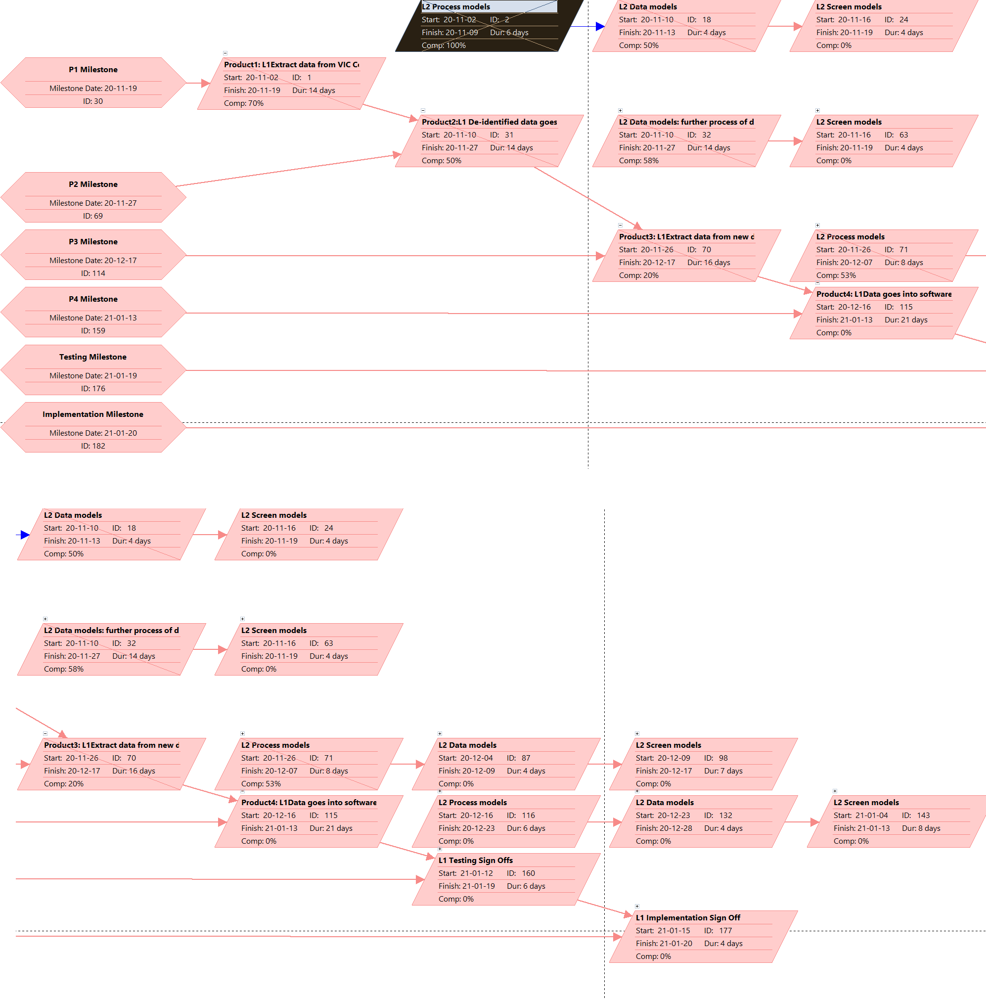 L2 Process models
Start: 20-11-02 ID: 2
Finish: 20-11-09 Dur: 6 days
Comp: 100%
L2 Data models
Start: 20-11-10 ID: 18
Finish: 20-11-13 Dur: 4 days
Comp: 50%
L2 Screen models
Start: 20-11-16 ID: 24
Finish: 20-11-19 Dur: 4 days
Comp: 0%
P1 Milestone
Milestone Date: 20-11-19
ID: 30
Product1: L1Extract data from VIC
Start: 20-11-02 ID: 1
Finish: 20-11-19 Dur: 14 days
Comp: 70%
Product2:L1 De-identified data goes
Start: 20-11-10 ID: 31
Finish: 20-11-27 Dur: 14 days
Comp: 50%
L2 Data models: further process of d
Start: 20-11-10 ID: 32
Finish: 20-11-27 Dur: 14 days
Comp: 58%
L2 Screen models
Start: 20-11-16 ID: 63
Finish: 20-11-19 Dur: 4 days
Comp: 0%
P2 Milestone
Milestone Date: 20-11-27
ID: 69
P3 Milestone
Milestone Date: 20-12-17
ID: 114
Product3: L1Extract data from new d
Start: 20-11-26 ID: 70
Finish: 20-12-17 Dur: 16 days
Comp: 20%
L2 Process models
Start: 20-11-26 ID: 71
Finish: 20-12-07 Dur: 8 days
Comp: 53%
P4 Milestone
Milestone Date: 21-01-13
ID: 159
Product4: L1Data goes into software
Start: 20-12-16 ID: 115
Finish: 21-01-13 Dur: 21 days
Comp: 0%
Testing Milestone
Milestone Date: 21-01-19
ID: 176
Implementation Milestone
Milestone Date: 21-01-20
ID: 182
L2 Data models
Start: 20-11-10 ID: 18
Finish: 20-11-13 Dur: 4 days
Comp: 50%
L2 Screen models
Start: 20-11-16 ID: 24
Finish: 20-11-19 Dur: 4 days
Comp: 0%
L2 Data models: further process of d
Start: 20-11-10 ID: 32
Finish: 20-11-27 Dur: 14 days
Comp: 58%
L2 Screen models
Start: 20-11-16 ID: 63
Finish: 20-11-19 Dur: 4 days
Comp: 0%
Product3: L1Extract data from new d
Start: 20-11-26 ID: 70
Finish: 20-12-17 Dur: 16 days
Comp: 20%
L2 Process models
Start: 20-11-26 ID: 71
Finish: 20-12-07 Dur: 8 days
Comp: 53%
L2 Data models
Start: 20-12-04 ID: 87
Finish: 20-12-09 Dur: 4 days
Comp: 0%
L2 Screen models
Start: 20-12-09 ID: 98
Finish: 20-12-17 Dur: 7 days
Comp: 0%
Product4: L1Data goes into software
Start: 20-12-16 ID: 115
Finish: 21-01-13 Dur: 21 days
Comp: 0%
L2 Process models
Start: 20-12-16 ID: 116
Finish: 20-12-23 Dur: 6 days
Comp: 0%
L2 Data models
Start: 20-12-23 ID: 132
Finish: 20-12-28 Dur: 4 days
Comp: 0%
L2 Screen models
Start: 21-01-04 ID: 143
Finish: 21-01-13 Dur: 8 days
Comp: 0%
L1 Testing Sign Offs
Start: 21-01-12 ID: 160
Finish: 21-01-19 Dur: 6 days
Comp: 0%
L1 Implementation Sign Off
Start: 21-01-15 ID: 177
Finish: 21-01-20 Dur: 4 days
Comp: 0%